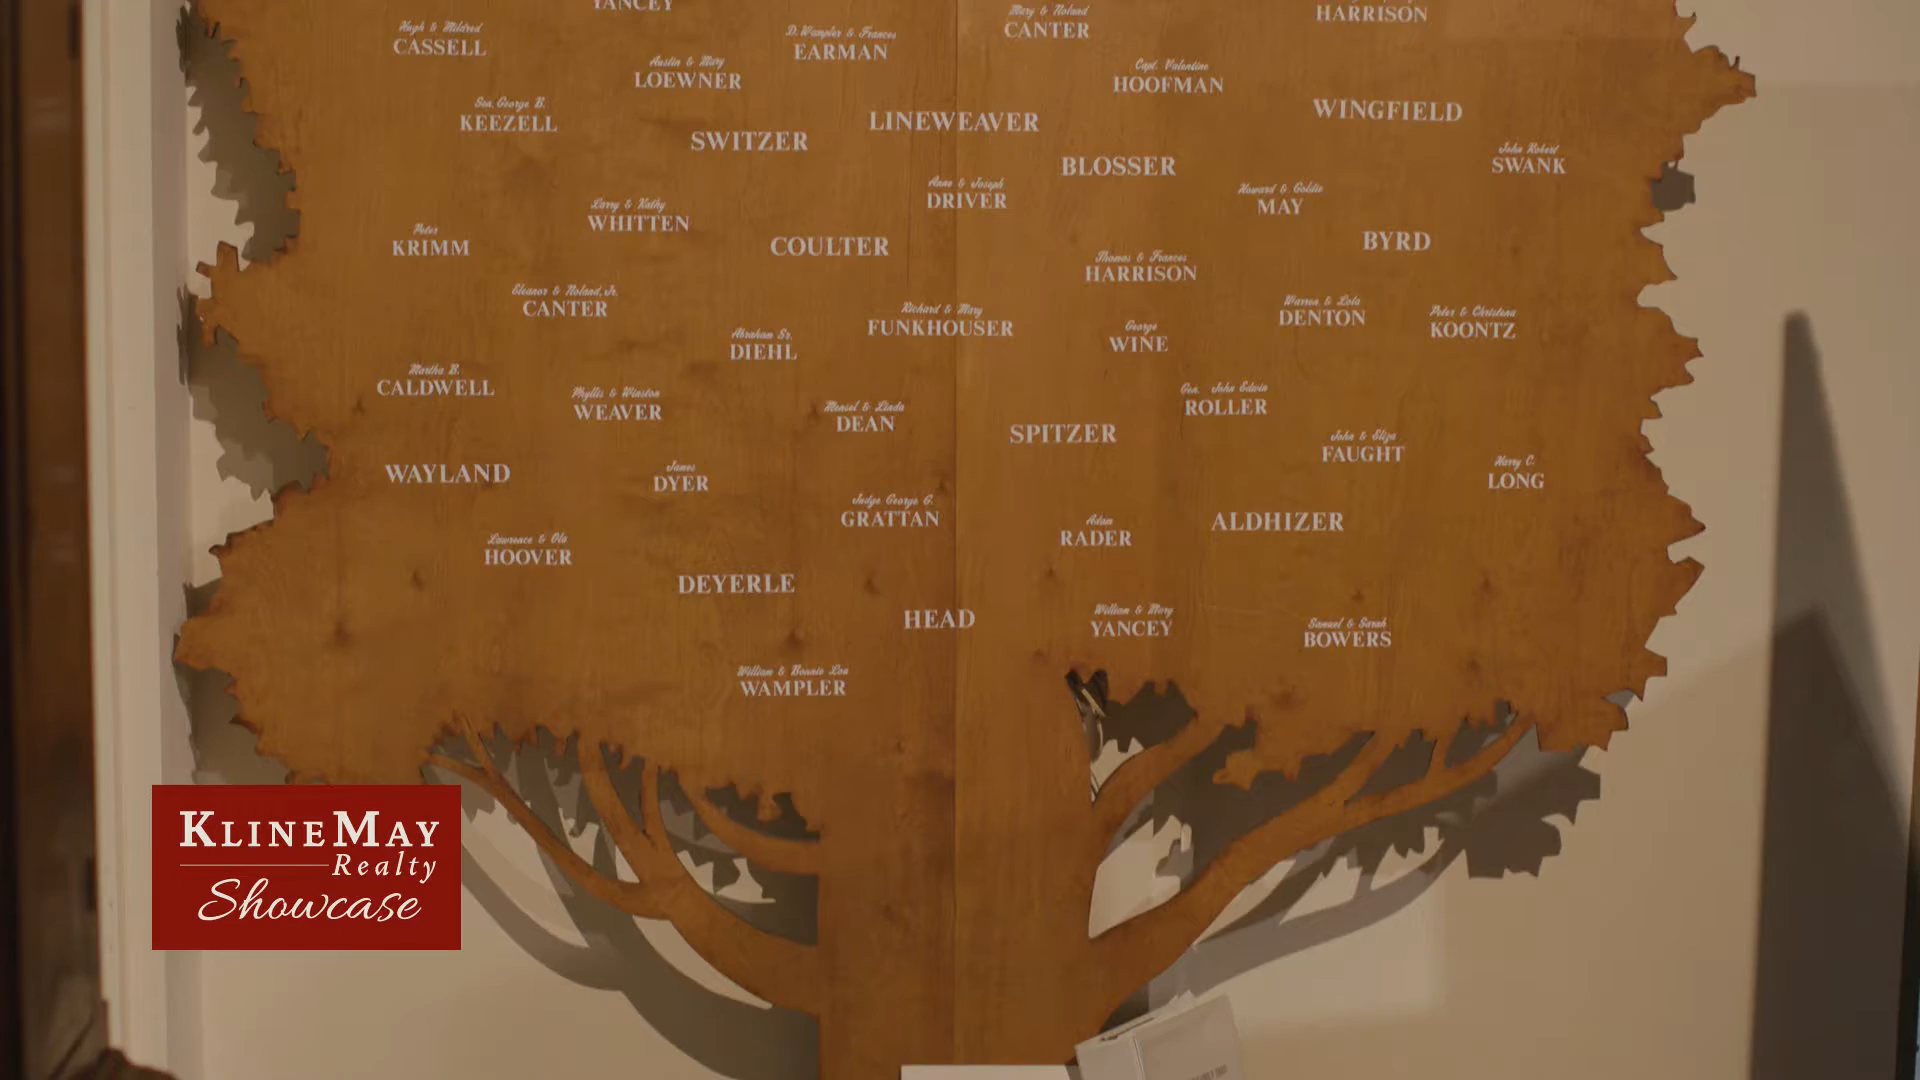 YANCEY
Hugh & Mildred
CASSELL
D. Wampler & Frances
EARMAN
Mary & Noland
CANTER
HARRISON
Austin & Mary
LOEWNER
Capt. Valentine
HOOFMAN
Sen. George B.
KEEZELL
SWITZER
LINEWEAVER
WINGFIELD
BLOSSER
John Robert
SWANK
Anne & Joseph
DRIVER
Howard & Goldie
MAY
Larry & Kathy
WHITTEN
Peter
KRIMM
COULTER
BYRD
Thomas & Frances
HARRISON
Eleanor & Noland, Jr.
CANTER
Richard & Mary
FUNKHOUSER
Warren & Lola
DENTON
Peter & Christena
KOONTZ
Abraham Sr.
DIEHL
George
WINE
Martha B.
CALDWELL
Phyllis & Winston
WEAVER
Mensel & Linda
DEAN
Gen. John Edwin
ROLLER
SPITZER
John & Eliza
FAUGHT
WAYLAND
James
DYER
Harry C.
LONG
Judge George G.
GRATTAN
Adam
RADER
ALDHIZER
Lawrence & Ola
HOOVER
DEYERLE
HEAD
William & Mary
YANCEY
Samuel & Sarah
BOWERS
William & Bonnie Lou
WAMPLER
KLINEMAY
Realty
Showcase